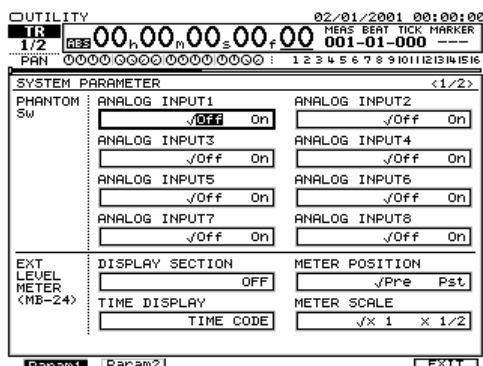 UTILITY 02/01/2001 00:00:00
TR 1/2 ABS 00h00m00s00f00 MEAS BEAT TICK MARKER
001-01-000 ---
PAN 1 2 3 4 5 6 7 8 9 10 11 12 13 14 15 16
SYSTEM PARAMETER <1/2>
PHANTOM SW
ANALOG INPUT1 ANALOG INPUT2
√Off On √Off On
ANALOG INPUT3 ANALOG INPUT4
√Off On √Off On
ANALOG INPUT5 ANALOG INPUT6
√Off On √Off On
ANALOG INPUT7 ANALOG INPUT8
√Off On √Off On
EXT LEVEL METER <MB-24>
DISPLAY SECTION METER POSITION
OFF √Pre Pst
TIME DISPLAY METER SCALE
TIME CODE √x 1 x 1/2
Param1 Param2 EXIT